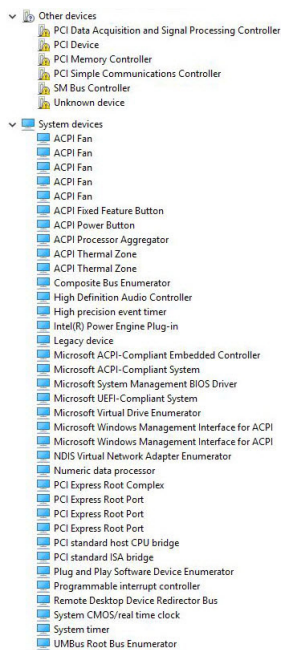 Other devices
PCI Data Acquisition and Signal Processing Controller
PCI Device
PCI Memory Controller
PCI Simple Communications Controller
SM Bus Controller
Unknown device
System devices
ACPI Fan
ACPI Fan
ACPI Fan
ACPI Fan
ACPI Fan
ACPI Fixed Feature Button
ACPI Power Button
ACPI Processor Aggregator
ACPI Thermal Zone
ACPI Thermal Zone
Composite Bus Enumerator
High Definition Audio Controller
High precision event timer
Intel(R) Power Engine Plug-in
Legacy device
Microsoft ACPI-Compliant Embedded Controller
Microsoft ACPI-Compliant System
Microsoft System Management BIOS Driver
Microsoft UEFI-Compliant System
Microsoft Virtual Drive Enumerator
Microsoft Windows Management Interface for ACPI
Microsoft Windows Management Interface for ACPI
NDIS Virtual Network Adapter Enumerator
Numeric data processor
PCI Express Root Complex
PCI Express Root Port
PCI Express Root Port
PCI Express Root Port
PCI standard host CPU bridge
PCI standard ISA bridge
Plug and Play Software Device Enumerator
Programmable interrupt controller
Remote Desktop Device Redirector Bus
System CMOS/real time clock
System timer
UMBus Root Bus Enumerator